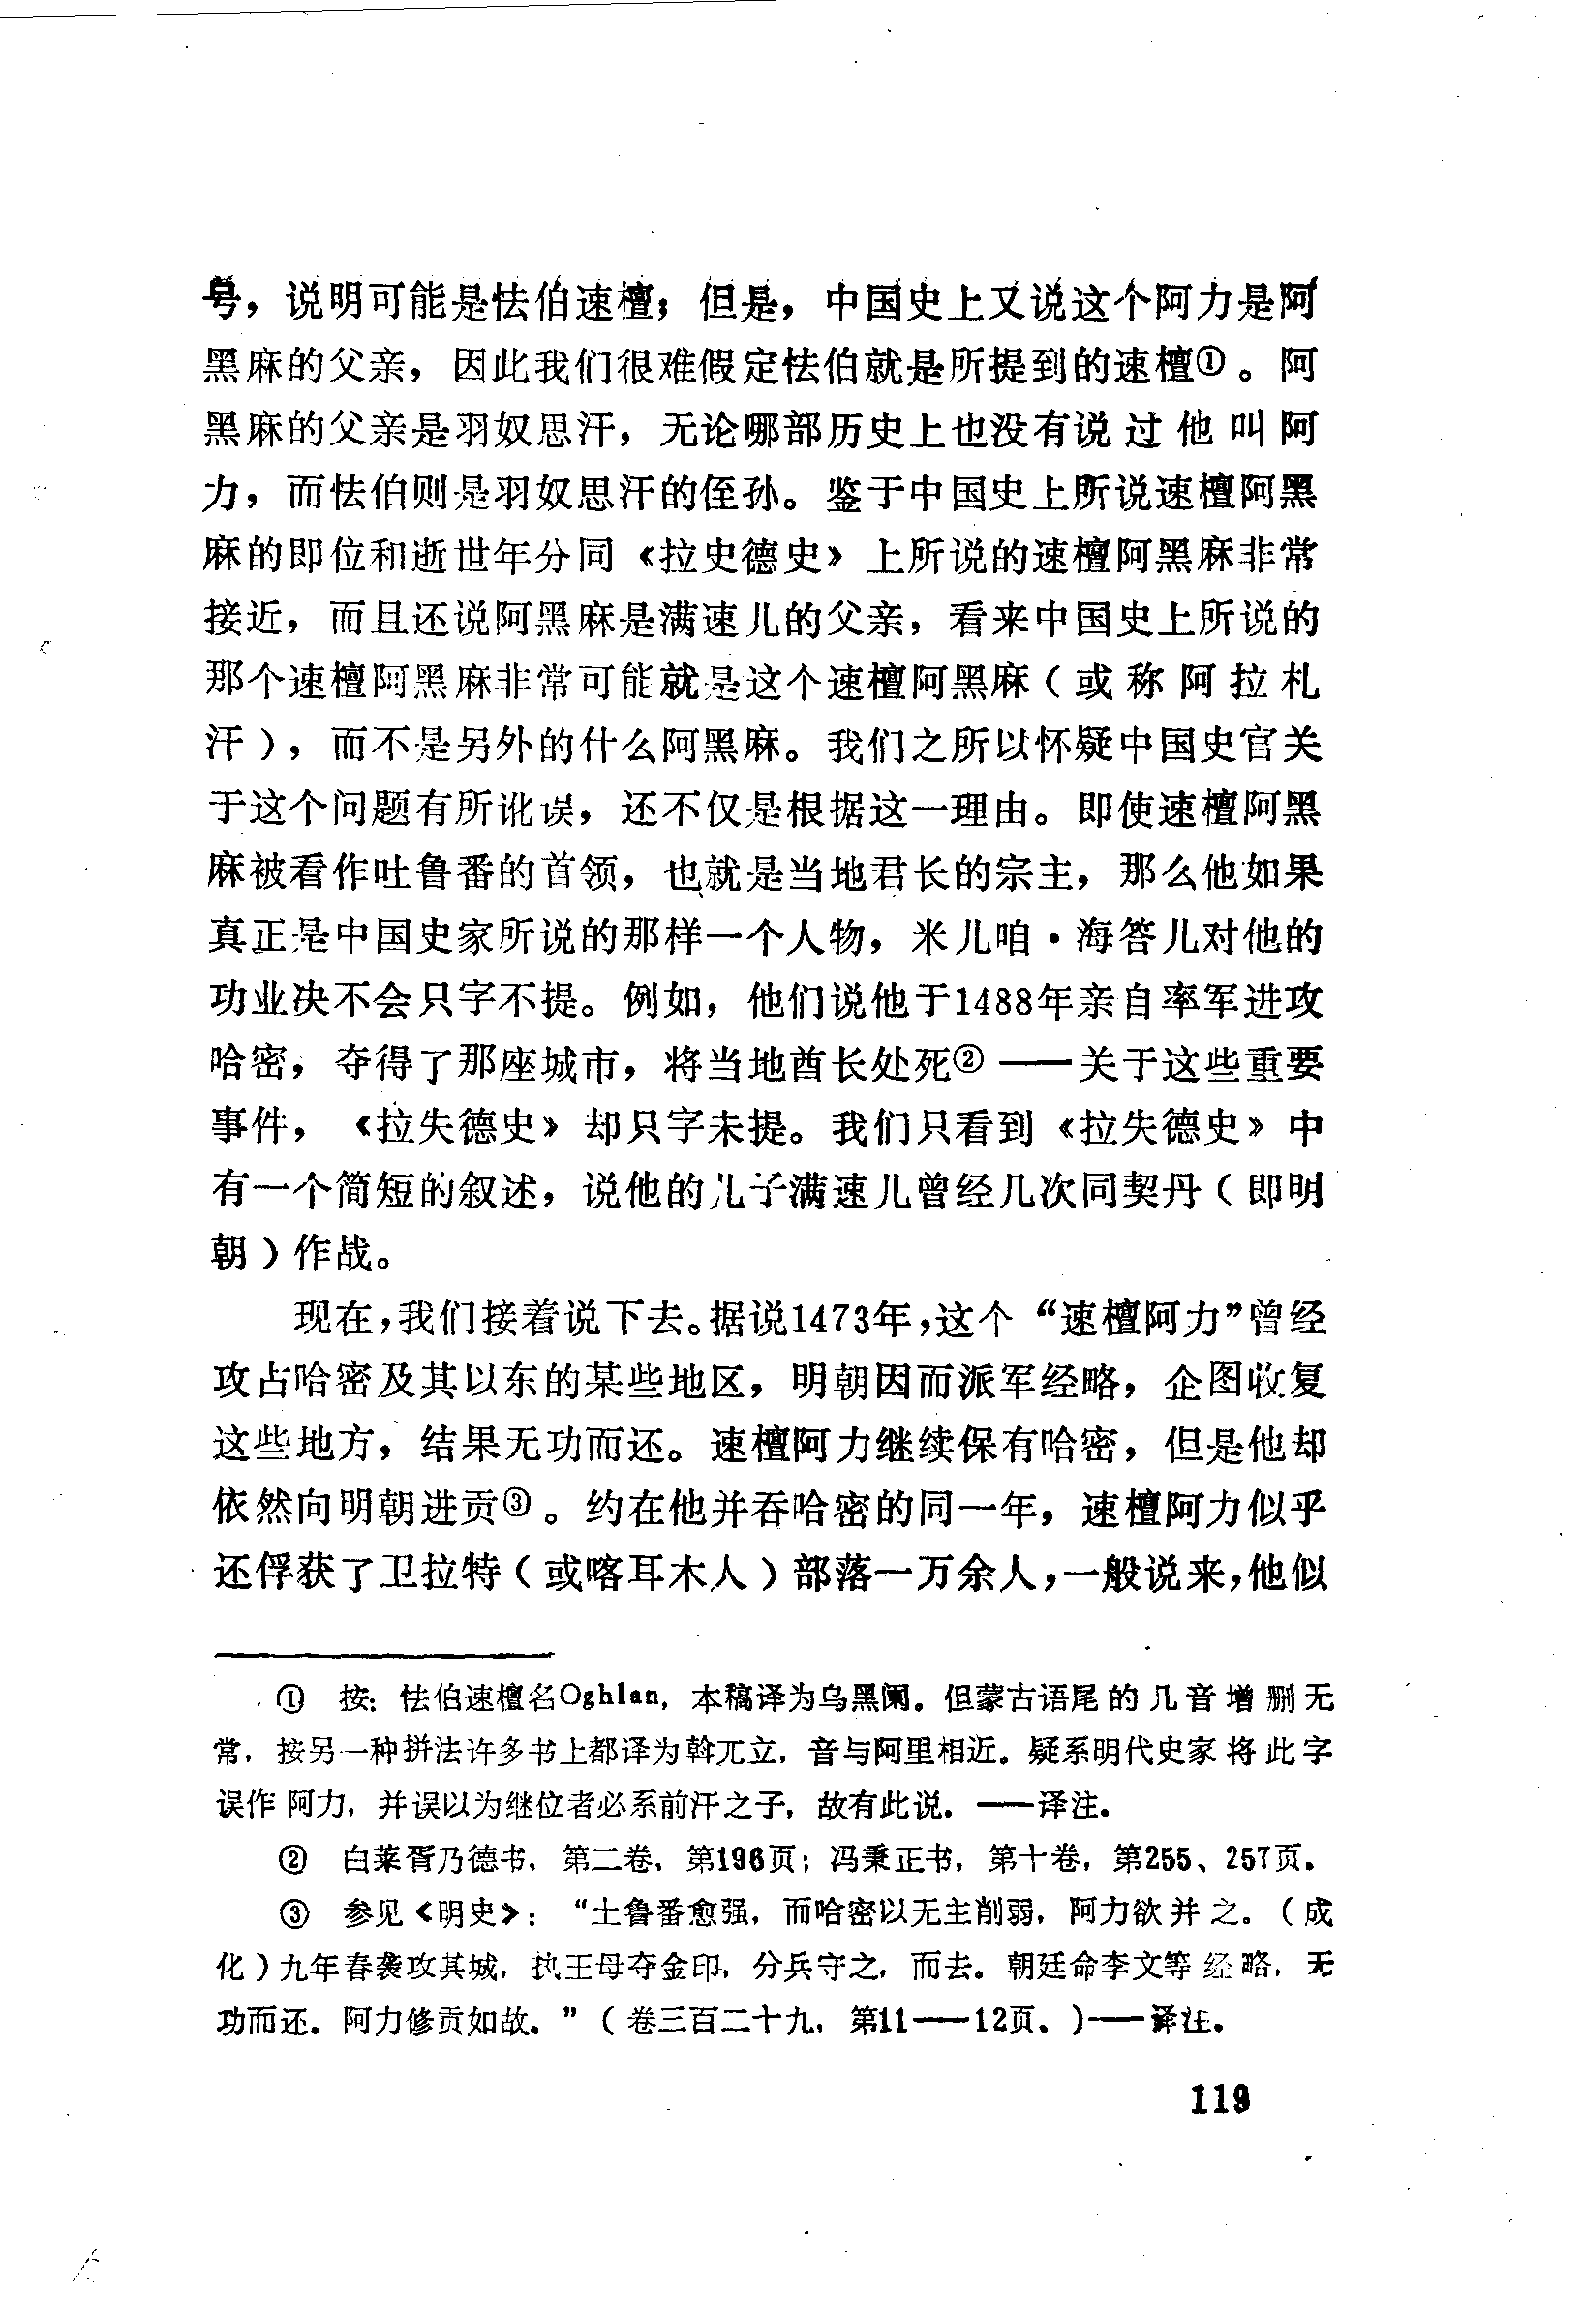 号，说明可能是怯伯速檀；但是，中国史上又说这个阿力是阿
黑麻的父亲，因此我们很难假定怯伯就是所提到的速檀①。阿
黑麻的父亲是羽奴思汗，无论哪部历史上也没有说过他叫阿
力，而怯伯则是羽奴思汗的侄孙。鉴于中国史上所说速檀阿黑
麻的即位和逝世年分同《拉史德史》上所说的速檀阿黑麻非常
接近，而且还说阿黑麻是满速儿的父亲，看来中国史上所说的
那个速檀阿黑麻非常可能就是这个速檀阿黑麻（或称阿拉札
汗），而不是另外的什么阿黑麻。我们之所以怀疑中国史官关
于这个问题有所讹误，还不仅是根据这一理由。即使速檀阿黑
麻被看作吐鲁番的首领，也就是当地君长的宗主，那么他如果
真正是中国史家所说的那样一个人物，米儿咱·海答儿对他的
功业决不会只字不提。例如，他们说他于1488年亲自率军进攻
哈密，夺得了那座城市，将当地酋长处死②——关于这些重要
事件，《拉失德史》却只字未提。我们只看到《拉失德史》中
有一个简短的叙述，说他的儿子满速儿曾经几次同契丹（即明
朝）作战。
现在，我们接着说下去。据说1473年，这个“速檀阿力”曾经
攻占哈密及其以东的某些地区，明朝因而派军经略，企图收复
这些地方，结果无功而还。速檀阿力继续保有哈密，但是他却
依然向明朝进贡③。约在他并吞哈密的同一年，速檀阿力似乎
还俘获了卫拉特（或喀耳木人）部落一万余人，一般说来，他似
① 按：怯伯速檀名Oghlan，本稿译为乌黑阑。但蒙古语尾的几音增删无
常，按另一种拼法许多书上都译为斡兀立，音与阿里相近。疑系明代史家将此字
误作阿力，并误以为继位者必系前汗之子，故有此说。——译注。
② 白莱胥乃德书，第二卷，第196页；冯秉正书，第十卷，第255、257页。
③ 参见《明史》：“土鲁番愈强，而哈密以无主削弱，阿力欲并之。（成
化）九年春袭攻其城，执王母夺金印，分兵守之，而去。朝廷命李文等经略，无
功而还。阿力修贡如故。”（卷三百二十九，第11——12页。）——译注。
119